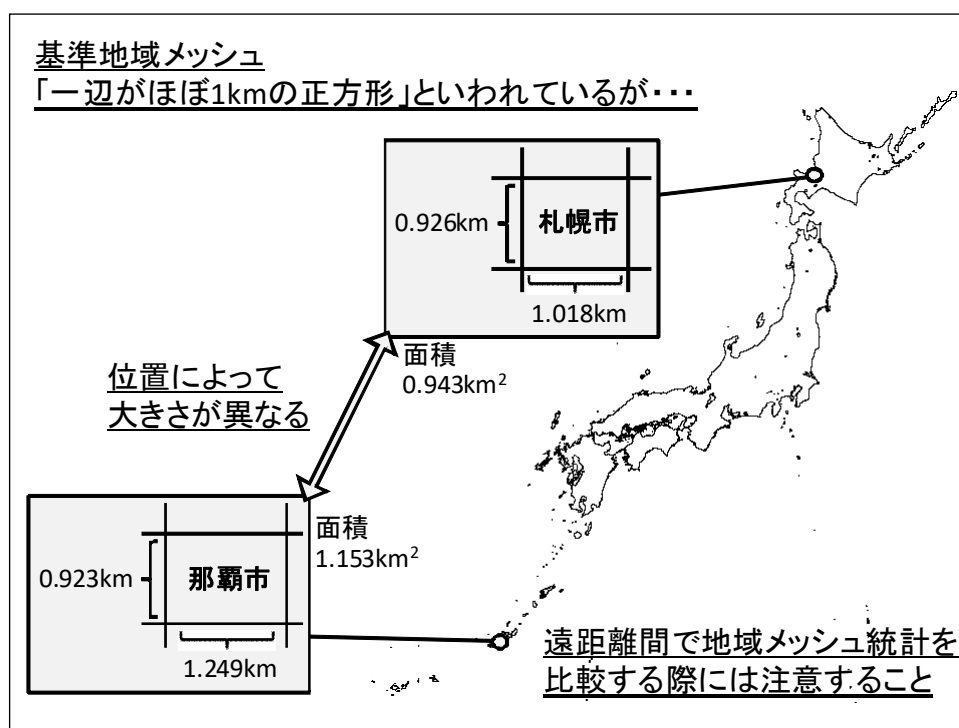 基準地域メッシュ
「一辺がほぼ1kmの正方形」といわれているが・・・
0.926km
札幌市
1.018km
面積
0.943km²
位置によって
大きさが異なる
面積
1.153km²
0.923km
那覇市
1.249km
遠距離間で地域メッシュ統計を
比較する際には注意すること